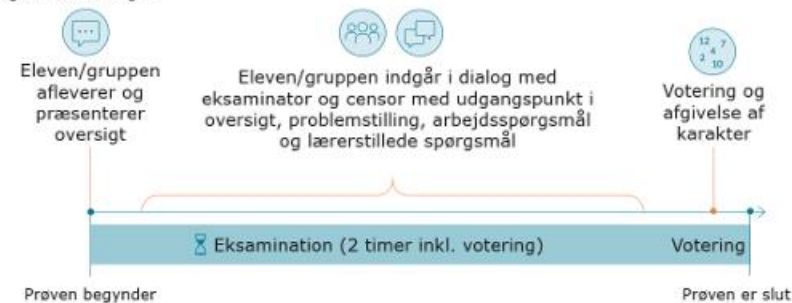 Eleven/gruppen
afleverer og
præsenterer
oversigt
Eleven/gruppen indgår i dialog med
eksaminator og censor med udgangspunkt i
oversigt, problemstilling, arbejdsspørgsmål
og lærerstillede spørgsmål
12 4 7
2 10
Votering og
afgivelse af
karakter
Eksamination (2 timer inkl. votering)
Votering
Prøven begynder
Prøven er slut